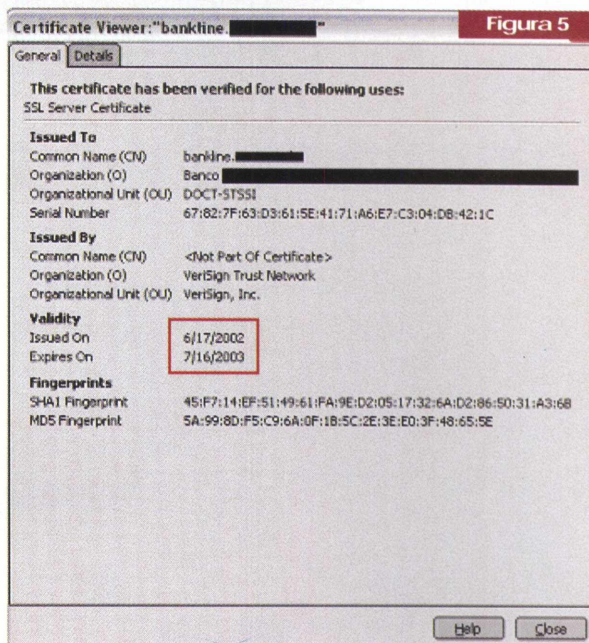 Certificate Viewer:"bankline. "
Figura 5
General Details
This certificate has been verified for the following uses:
SSL Server Certificate
Issued To
Common Name (CN) bankline.
Organization (O) Banco
Organizational Unit (OU) DOCT-STSSI
Serial Number 67:82:7F:63:D3:61:5E:41:71:A6:E7:C3:04:DB:42:1C
Issued By
Common Name (CN) <Not Part Of Certificate>
Organization (O) VeriSign Trust Network
Organizational Unit (OU) VeriSign, Inc.
Validity
Issued On 6/17/2002
Expires On 7/16/2003
Fingerprints
SHA1 Fingerprint 45:F7:14:EF:51:49:61:FA:9E:D2:05:17:32:6A:D2:86:50:31:A3:6B
MD5 Fingerprint 5A:99:8D:F5:C9:6A:0F:1B:5C:2E:3E:E0:3F:48:65:5E
Help Close